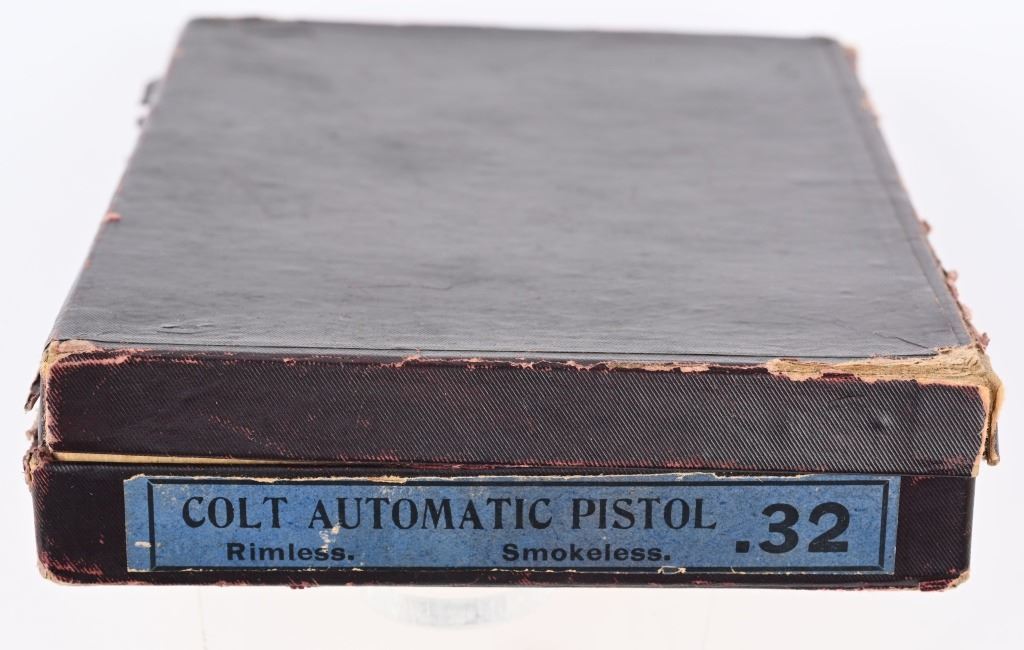 COLT AUTOMATIC PISTOL .32
Rimless. Smokeless.